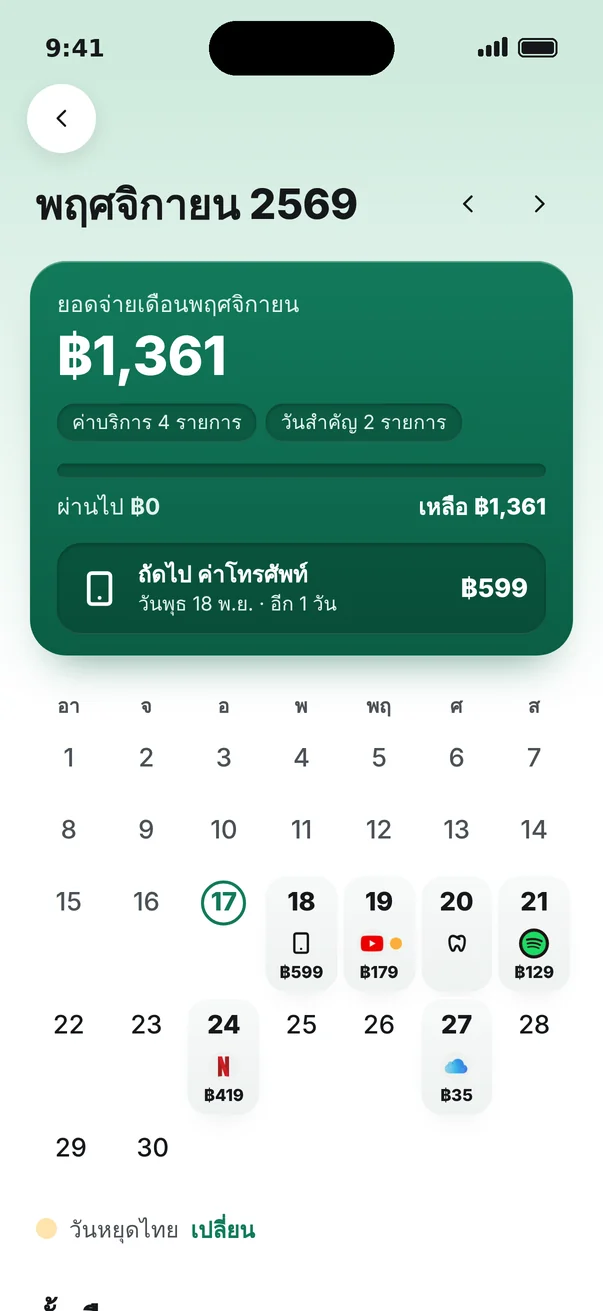 9:41
พฤศจิกายน 2569
ยอดจ่ายเดือนพฤศจิกายน
฿1,361
ค่าบริการ 4 รายการ วันสำคัญ 2 รายการ
ผ่านไป ฿0 เหลือ ฿1,361
ถัดไป ค่าโทรศัพท์ ฿599
วันพุธ 18 พ.ย. · อีก 1 วัน
อา จ อ พ พฤ ศ ส
1 2 3 4 5 6 7
8 9 10 11 12 13 14
15 16 17 18 19 20 21
฿599 ฿179 ฿129
22 23 24 25 26 27 28
N
฿419 ฿35
29 30
วันหยุดไทย เปลี่ยน